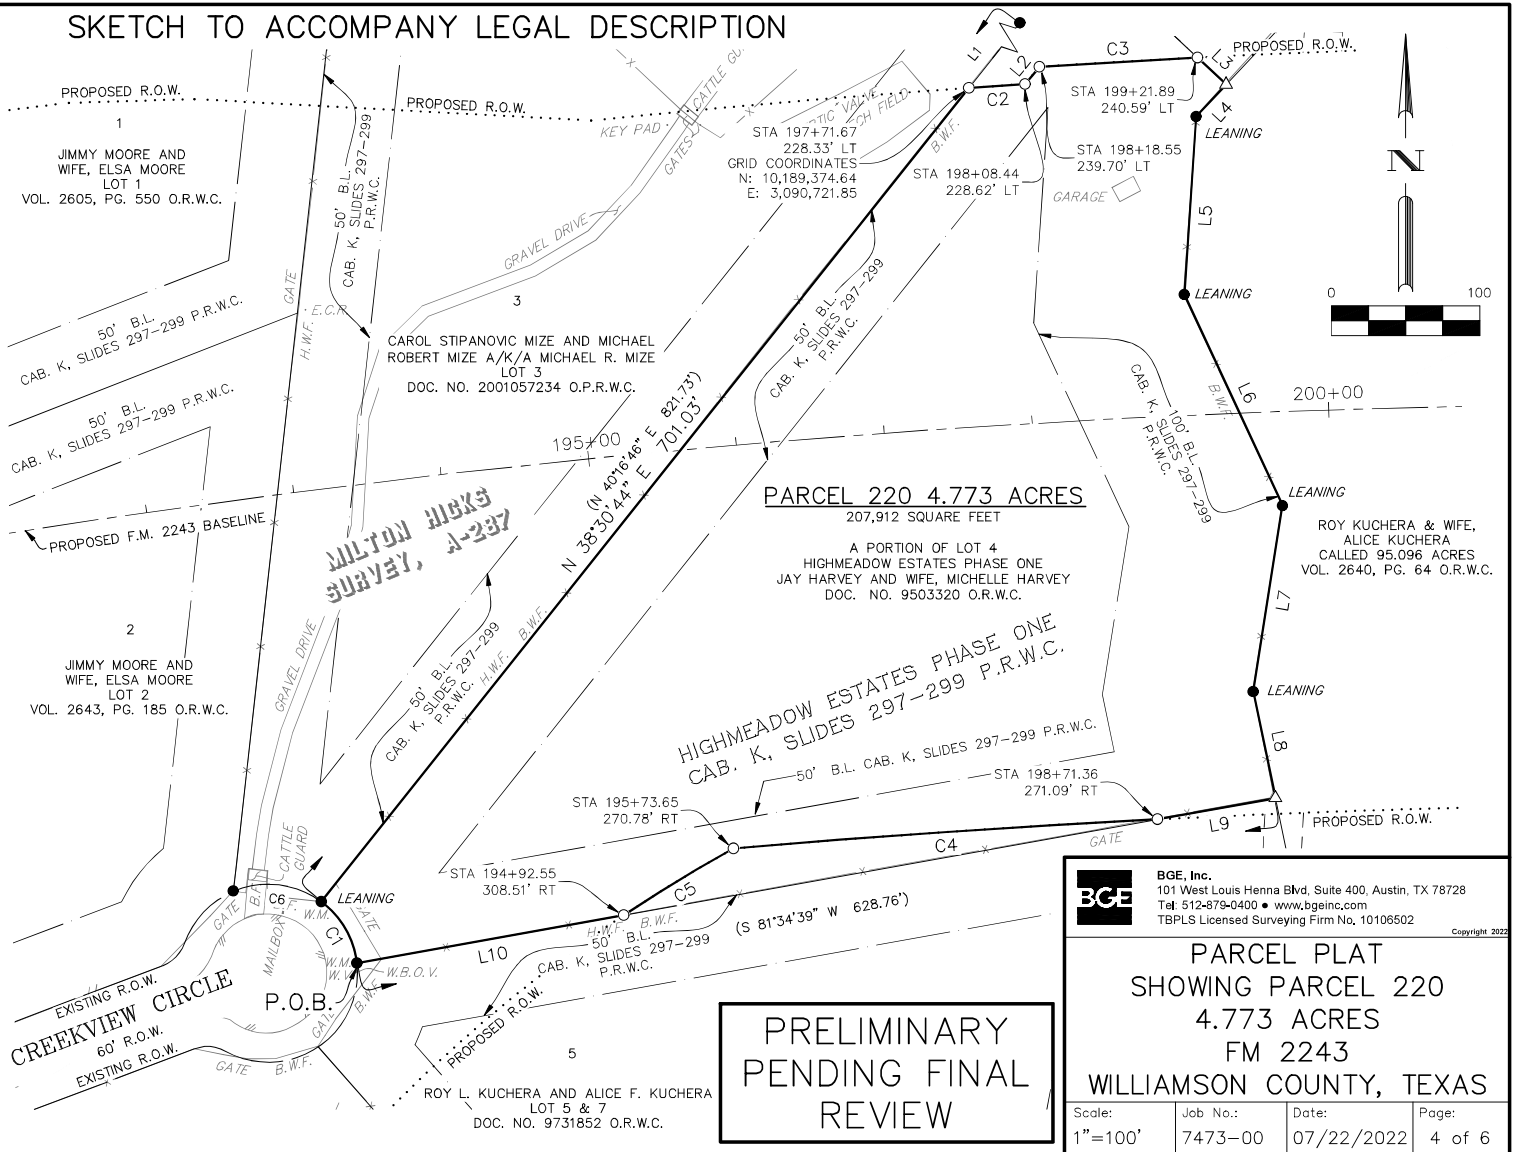 SKETCH TO ACCOMPANY LEGAL DESCRIPTION
PROPOSED R.O.W.
1
JIMMY MOORE AND
WIFE, ELSA MOORE
LOT 1
VOL. 2605, PG. 550 O.R.W.C.
PROPOSED R.O.W.
50' B.L.
CAB. K, SLIDES 297-299
P.R.W.C.
KEY PAD
CATTLE GU
GATES
TIC VALVE
CH FIELD
GRAVEL DRIVE
L1
L2
C2
C3
L3
L4
PROPOSED R.O.W.
STA 197+71.67
228.33' LT
GRID COORDINATES
N: 10,189,374.64
E: 3,090,721.85
B.W.F.
STA 198+08.44
228.62' LT
STA 198+18.55
239.70' LT
STA 199+21.89
240.59' LT
GARAGE
LEANING
N
L5
LEANING
0 100
GATE
E.C.R.
H.W.F.
50' B.L.
CAB. K, SLIDES 297-299 P.R.W.C.
50' B.L.
CAB. K, SLIDES 297-299 P.R.W.C.
3
CAROL STIPANOVIC MIZE AND MICHAEL
ROBERT MIZE A/K/A MICHAEL R. MIZE
LOT 3
DOC. NO. 2001057234 O.P.R.W.C.
50' B.L.
CAB. K, SLIDES 297-299
P.R.W.C.
L6
B.W.F.
100' B.L.
CAB. K, SLIDES 297-299
P.R.W.C.
195+00
200+00
(N 40°16'46" E 821.73')
N 38°30'44" E 701.03'
PROPOSED F.M. 2243 BASELINE
MILTON HICKS
SURVEY, A-287
PARCEL 220 4.773 ACRES
207,912 SQUARE FEET
A PORTION OF LOT 4
HIGHMEADOW ESTATES PHASE ONE
JAY HARVEY AND WIFE, MICHELLE HARVEY
DOC. NO. 9503320 O.R.W.C.
LEANING
ROY KUCHERA & WIFE,
ALICE KUCHERA
CALLED 95.096 ACRES
VOL. 2640, PG. 64 O.R.W.C.
L7
2
JIMMY MOORE AND
WIFE, ELSA MOORE
LOT 2
VOL. 2643, PG. 185 O.R.W.C.
GRAVEL DRIVE
50' B.L.
CAB. K, SLIDES 297-299
P.R.W.C.
H.W.F.
B.W.F.
HIGHMEADOW ESTATES PHASE ONE
CAB. K, SLIDES 297-299 P.R.W.C.
50' B.L. CAB. K, SLIDES 297-299 P.R.W.C.
LEANING
L8
STA 198+71.36
271.09' RT
STA 195+73.65
270.78' RT
STA 194+92.55
308.51' RT
C4
GATE
L9
PROPOSED R.O.W.
C5
CATTLE
GUARD
LEANING
GATE
B.F.
C6
W.M.
GATE
C1
MAILBOX
W.M.
W.V.
W.B.O.V.
B.W.F.
L10
H.W.F.
B.W.F.
(S 81°34'39" W 628.76')
50' B.L.
CAB. K, SLIDES 297-299
P.R.W.C.
P.O.B.
EXISTING R.O.W.
CREEKVIEW CIRCLE
60' R.O.W.
EXISTING R.O.W.
GATE
GATE
B.W.F.
PROPOSED R.O.W.
5
ROY L. KUCHERA AND ALICE F. KUCHERA
LOT 5 & 7
DOC. NO. 9731852 O.R.W.C.
PRELIMINARY
PENDING FINAL
REVIEW
BGE
BGE, Inc.
101 West Louis Henna Blvd, Suite 400, Austin, TX 78728
Tel: 512-879-0400 ● www.bgeinc.com
TBPLS Licensed Surveying Firm No. 10106502
Copyright 2022
PARCEL PLAT
SHOWING PARCEL 220
4.773 ACRES
FM 2243
WILLIAMSON COUNTY, TEXAS
Scale: Job No.: Date: Page:
1"=100' 7473-00 07/22/2022 4 of 6